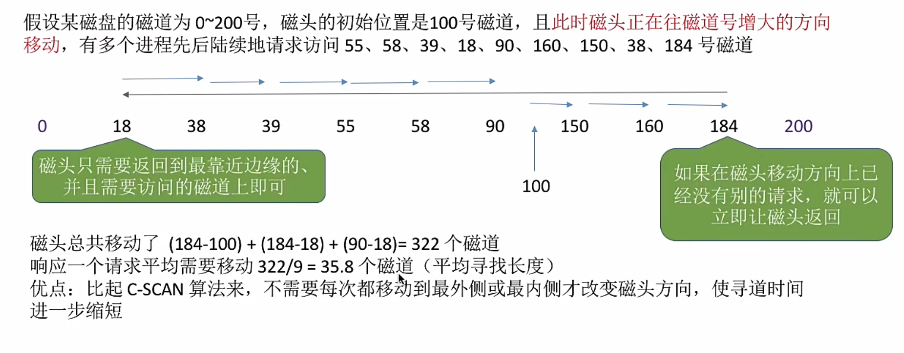 假设某磁盘的磁道为 0~200号，磁头的初始位置是100号磁道，且此时磁头正在往磁道号增大的方向
移动，有多个进程先后陆续地请求访问 55、58、39、18、90、160、150、38、184 号磁道
0 18 38 39 55 58 90 150 160 184 200
磁头只需要返回到最靠近边缘的、
并且需要访问的磁道上即可
100
如果在磁头移动方向上已
经没有别的请求，就可以
立即让磁头返回
磁头总共移动了 (184-100) + (184-18) + (90-18)= 322 个磁道
响应一个请求平均需要移动 322/9 = 35.8 个磁道（平均寻找长度）
优点：比起 C-SCAN 算法来，不需要每次都移动到最外侧或最内侧才改变磁头方向，使寻道时间
进一步缩短